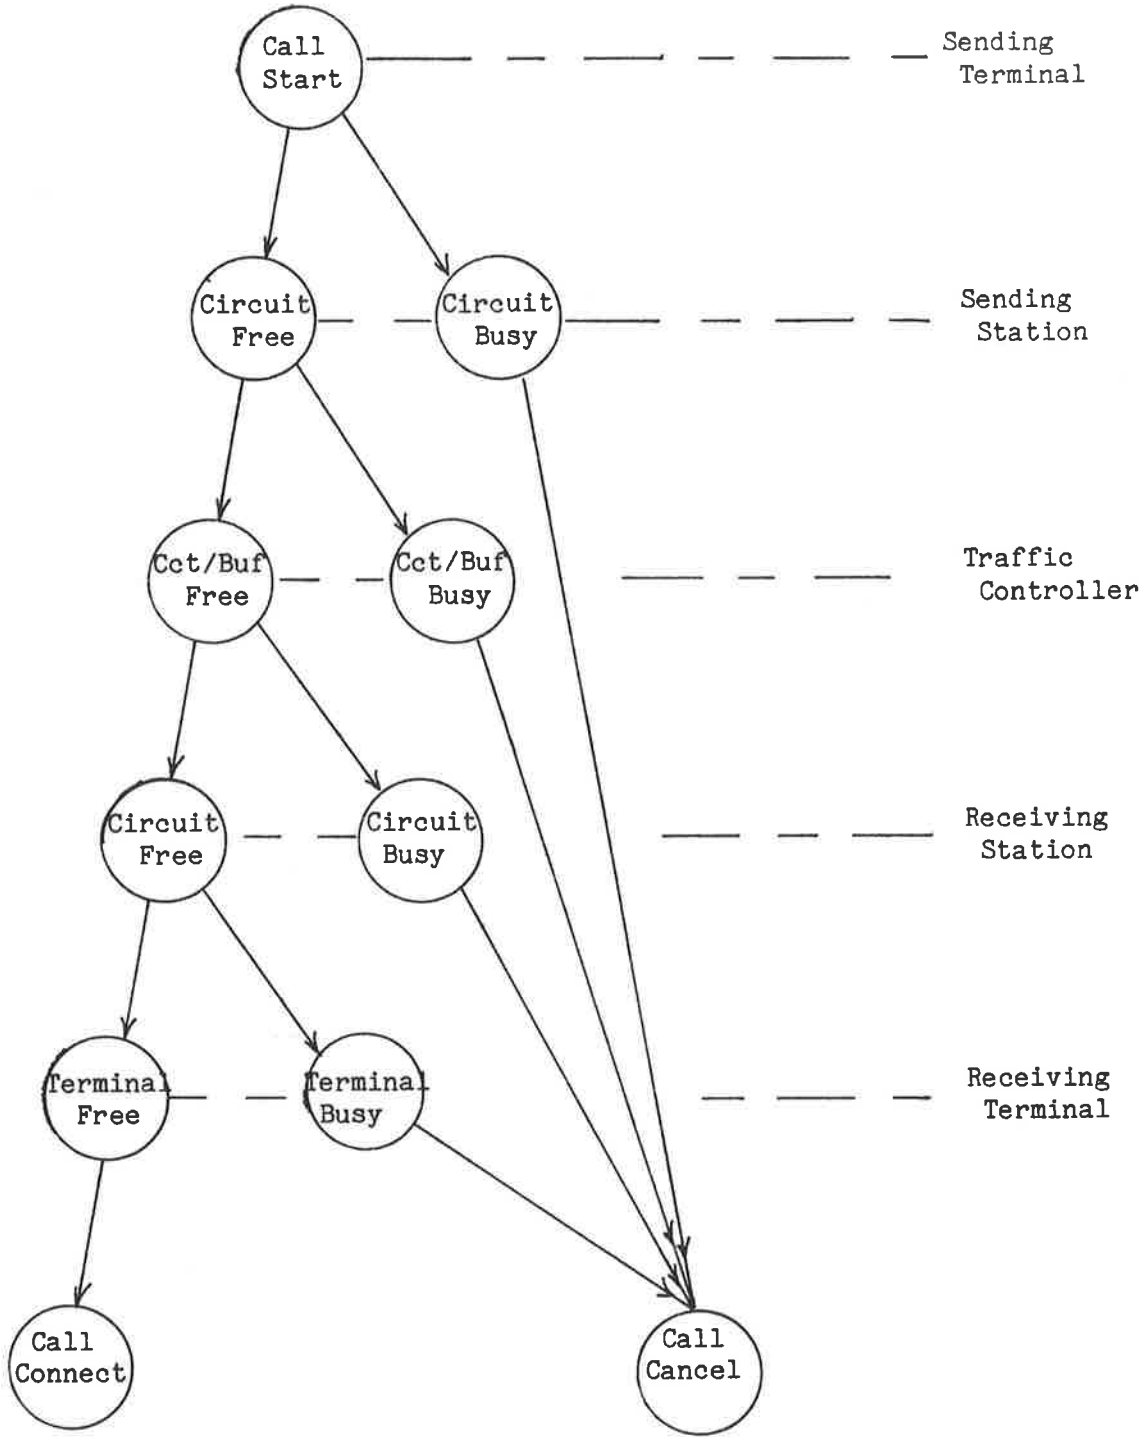 Call
Start
Sending
Terminal
Circuit
Free
Circuit
Busy
Sending
Station
Cct/Buf
Free
Cct/Buf
Busy
Traffic
Controller
Circuit
Free
Circuit
Busy
Receiving
Station
Terminal
Free
Terminal
Busy
Receiving
Terminal
Call
Connect
Call
Cancel